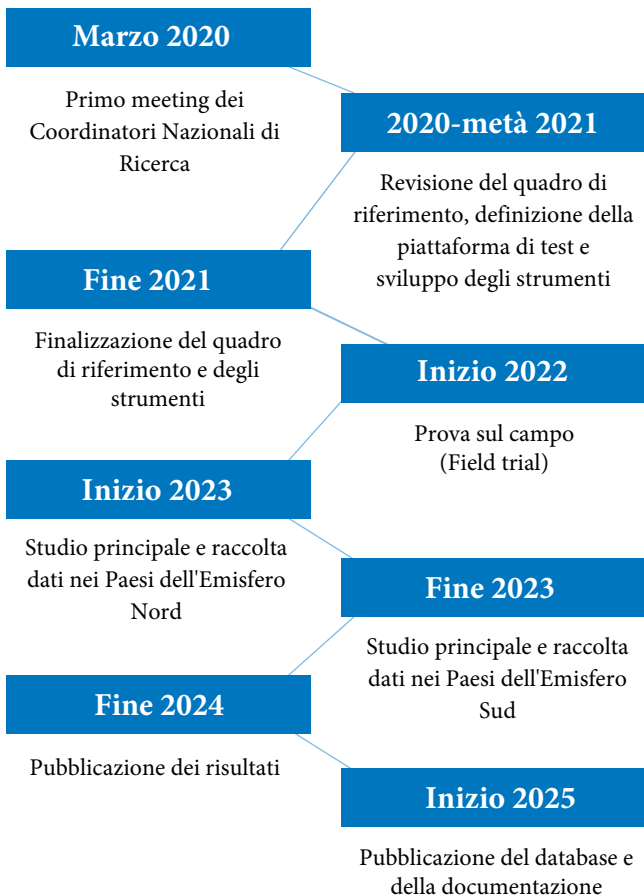 Marzo 2020
Primo meeting dei
Coordinatori Nazionali di
Ricerca
2020-metà 2021
Revisione del quadro di
riferimento, definizione della
piattaforma di test e
sviluppo degli strumenti
Fine 2021
Finalizzazione del quadro
di riferimento e degli
strumenti
Inizio 2022
Prova sul campo
(Field trial)
Inizio 2023
Studio principale e raccolta
dati nei Paesi dell'Emisfero
Nord
Fine 2023
Studio principale e raccolta
dati nei Paesi dell'Emisfero
Sud
Fine 2024
Pubblicazione dei risultati
Inizio 2025
Pubblicazione del database e
della documentazione